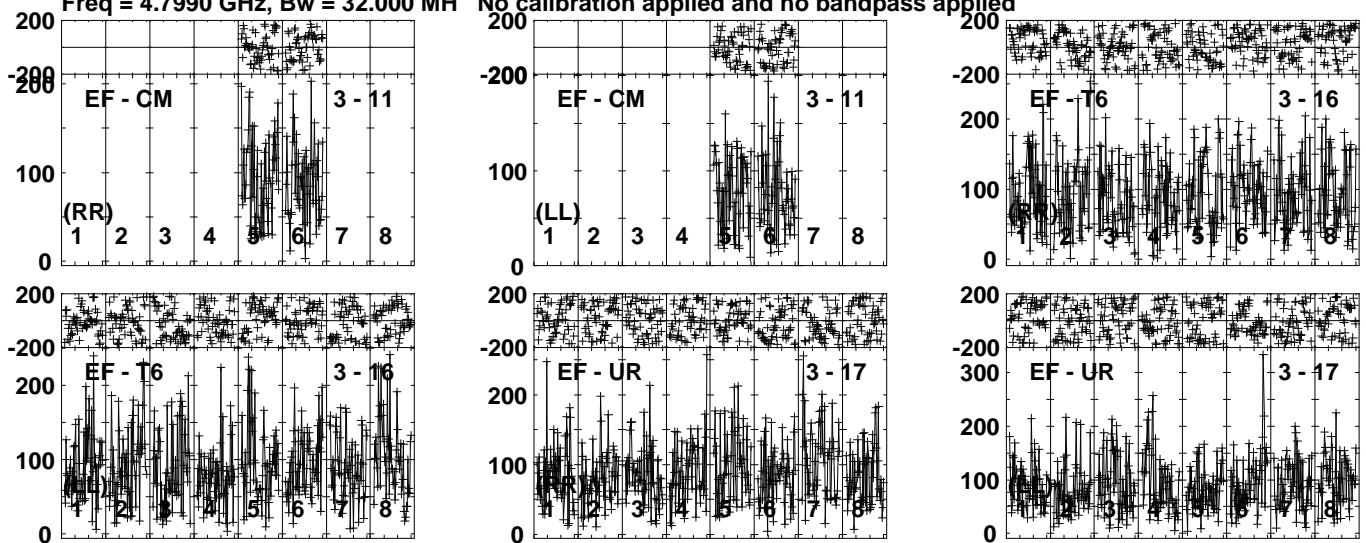 Freq = 4.7990 GHz, Bw = 32.000 MH No calibration applied and no bandpass applied
200 200 200
-200 -200 -200
200 EF - CM 3 - 11 EF - CM 3 - 11 EF - T6 3 - 16
200
100 100 100
(RR) (LL) (RR)
1 2 3 4 5 6 7 8 1 2 3 4 5 6 7 8 1 2 3 4 5 6 7 8
0 0 0
200 200 200
-200 -200 -200
EF - T6 3 - 16 EF - UR 3 - 17 300 EF - UR 3 - 17
200 200 200
100 100 100
(LL) (RR)
1 2 3 4 5 6 7 8 1 2 3 4 5 6 7 8 1 2 3 4 5 6 7 8
0 0 0